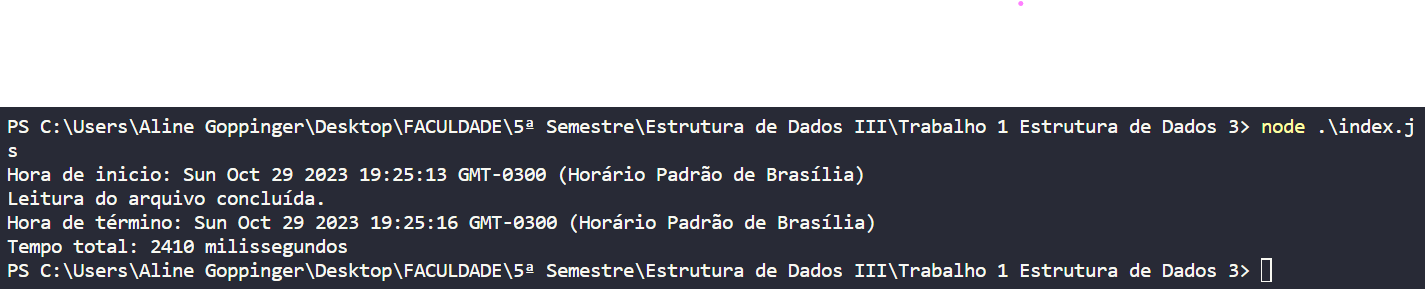 PS C:\Users\Aline Goppinger\Desktop\FACULDADE\5ª Semestre\Estrutura de Dados III\Trabalho 1 Estrutura de Dados 3> node .\index.j
s
Hora de inicio: Sun Oct 29 2023 19:25:13 GMT-0300 (Horário Padrão de Brasília)
Leitura do arquivo concluída.
Hora de término: Sun Oct 29 2023 19:25:16 GMT-0300 (Horário Padrão de Brasília)
Tempo total: 2410 milissegundos
PS C:\Users\Aline Goppinger\Desktop\FACULDADE\5ª Semestre\Estrutura de Dados III\Trabalho 1 Estrutura de Dados 3>